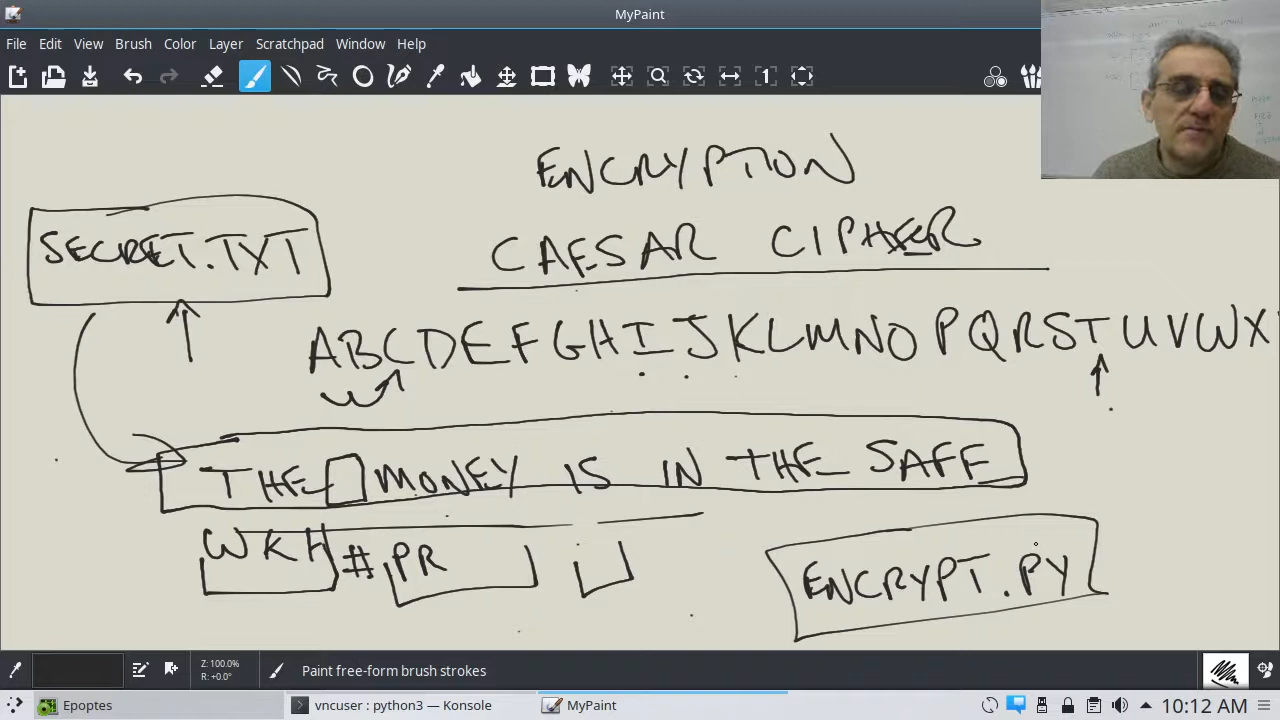 MyPaint
File Edit View Brush Color Layer Scratchpad Window Help
ENCRYPTION
CAESAR CIPHER
SECRET.TXT
ABCDEFGHIJKLMNOPQRSTUVWX
THE MONEY IS IN THE SAFE
WKH # PR
ENCRYPT.PY
Z: 100.0%
R: +0.0°
Paint free-form brush strokes
Epoptes
vncuser : python3 — Konsole
MyPaint
10:12 AM